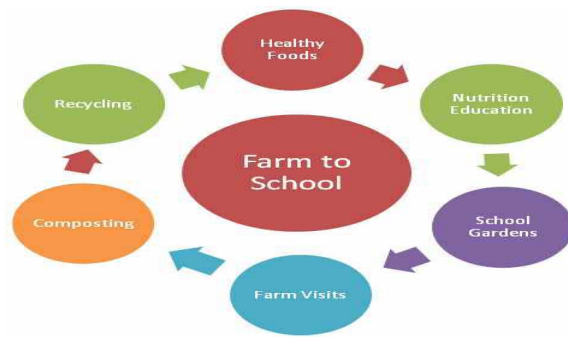 Healthy
Foods
Nutrition
Education
School
Gardens
Farm Visits
Composting
Recycling
Farm to
School